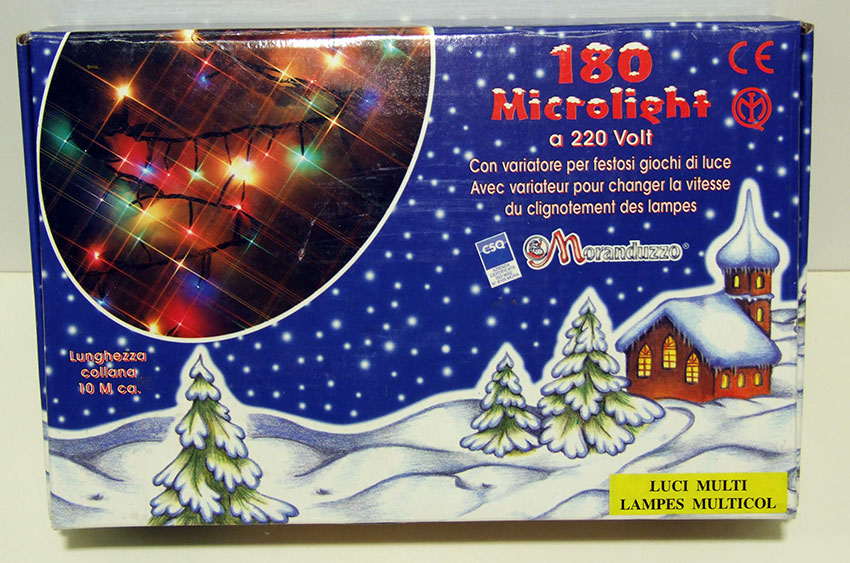 180
Microlight
a 220 Volt
Con variatore per festosi giochi di luce
Avec variateur pour changer la vitesse
du clignotement des lampes
CE
CSQ
Moranduzzo
Lunghezza
collana
10 M ca.
LUCI MULTI
LAMPES MULTICOL